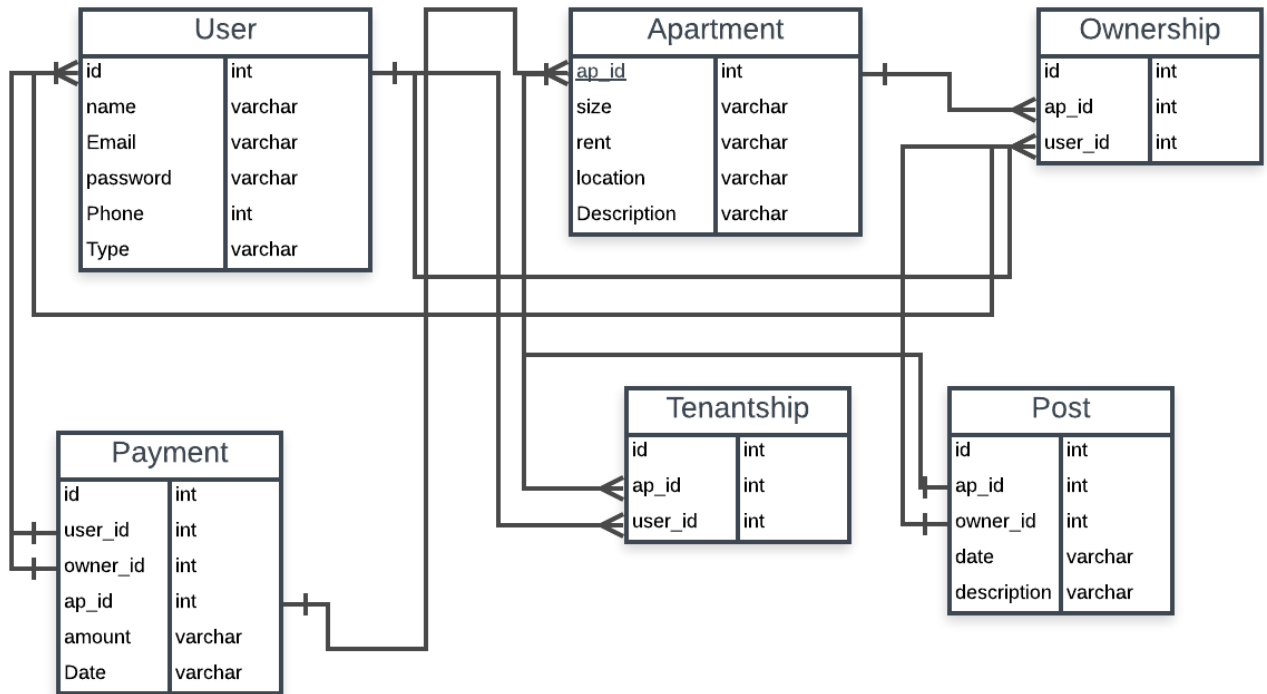 User
id int
name varchar
Email varchar
password varchar
Phone int
Type varchar
Apartment
ap_id int
size varchar
rent varchar
location varchar
Description varchar
Ownership
id int
ap_id int
user_id int
Payment
id int
user_id int
owner_id int
ap_id int
amount varchar
Date varchar
Tenantship
id int
ap_id int
user_id int
Post
id int
ap_id int
owner_id int
date varchar
description varchar